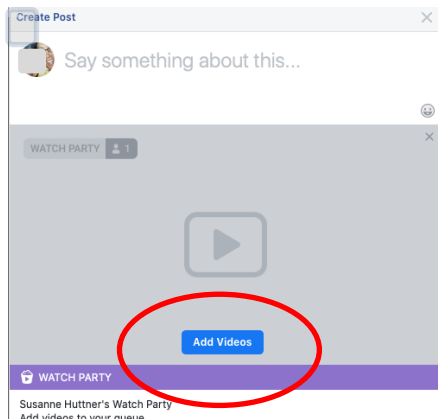 Create Post
Say something about this...
WATCH PARTY 1
Add Videos
WATCH PARTY
Susanne Huttner's Watch Party
Add videos to your queue